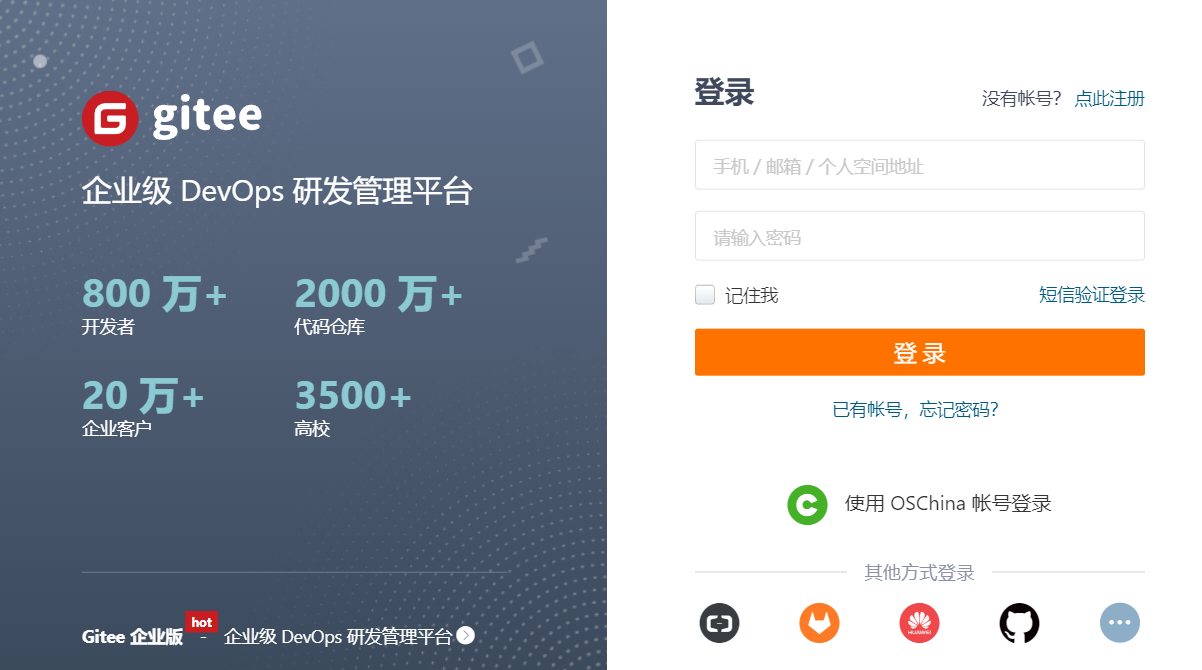 gitee
企业级 DevOps 研发管理平台
800 万+
开发者
2000 万+
代码仓库
20 万+
企业客户
3500+
高校
Gitee 企业版 hot - 企业级 DevOps 研发管理平台
登录
没有帐号? 点此注册
手机 / 邮箱 / 个人空间地址
请输入密码
记住我
短信验证登录
登 录
已有帐号，忘记密码?
使用 OSChina 帐号登录
其他方式登录
HUAWEI